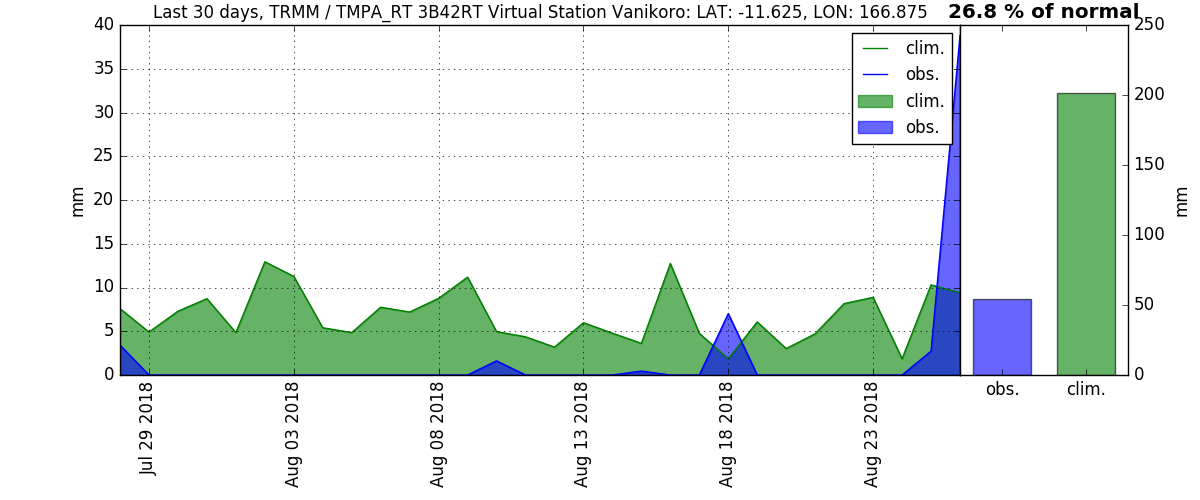 Last 30 days, TRMM / TMPA_RT 3B42RT Virtual Station Vanikoro: LAT: -11.625, LON: 166.875
26.8 % of normal
40
35
30
25
20
15
10
5
0
mm
clim.
obs.
clim.
obs.
250
200
150
100
50
0
mm
Jul 29 2018
Aug 03 2018
Aug 08 2018
Aug 13 2018
Aug 18 2018
Aug 23 2018
obs.
clim.